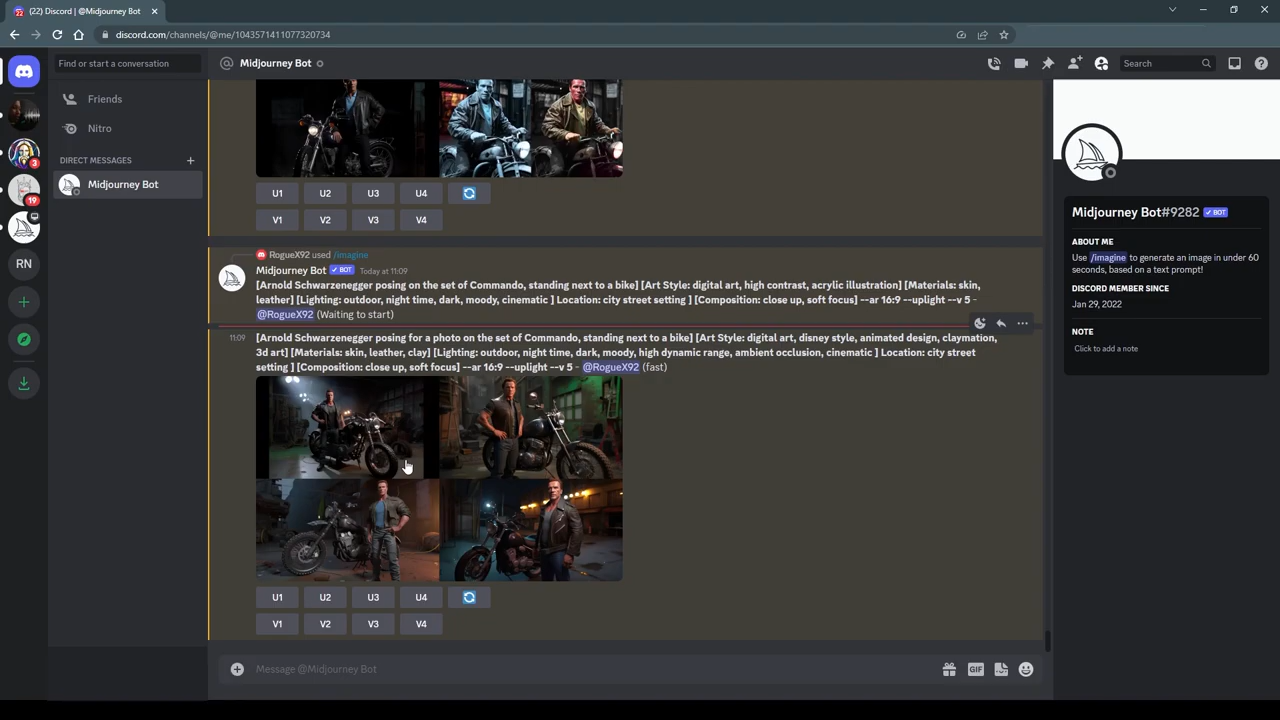 22
(22) Discord | @Midjourney Bot
discord.com/channels/@me/1043571411077320734
Find or start a conversation
Midjourney Bot
Search
Friends
Nitro
DIRECT MESSAGES
Midjourney Bot
3
19
RN
U1 U2 U3 U4
V1 V2 V3 V4
RogueX92 used /imagine
Midjourney Bot BOT Today at 11:09
[Arnold Schwarzenegger posing on the set of Commando, standing next to a bike] [Art Style: digital art, high contrast, acrylic illustration] [Materials: skin,
leather] [Lighting: outdoor, night time, dark, moody, cinematic ] Location: city street setting ] [Composition: close up, soft focus] --ar 16:9 --uplight --v 5 -
@RogueX92 (Waiting to start)
11:09 [Arnold Schwarzenegger posing for a photo on the set of Commando, standing next to a bike] [Art Style: digital art, disney style, animated design, claymation,
3d art] [Materials: skin, leather, clay] [Lighting: outdoor, night time, dark, moody, high dynamic range, ambient occlusion, cinematic ] Location: city street
setting ] [Composition: close up, soft focus] --ar 16:9 --uplight --v 5 - @RogueX92 (fast)
U1 U2 U3 U4
V1 V2 V3 V4
Message @Midjourney Bot
GIF
Midjourney Bot#9282 BOT
ABOUT ME
Use /imagine to generate an image in under 60
seconds, based on a text prompt!
DISCORD MEMBER SINCE
Jan 29, 2022
NOTE
Click to add a note